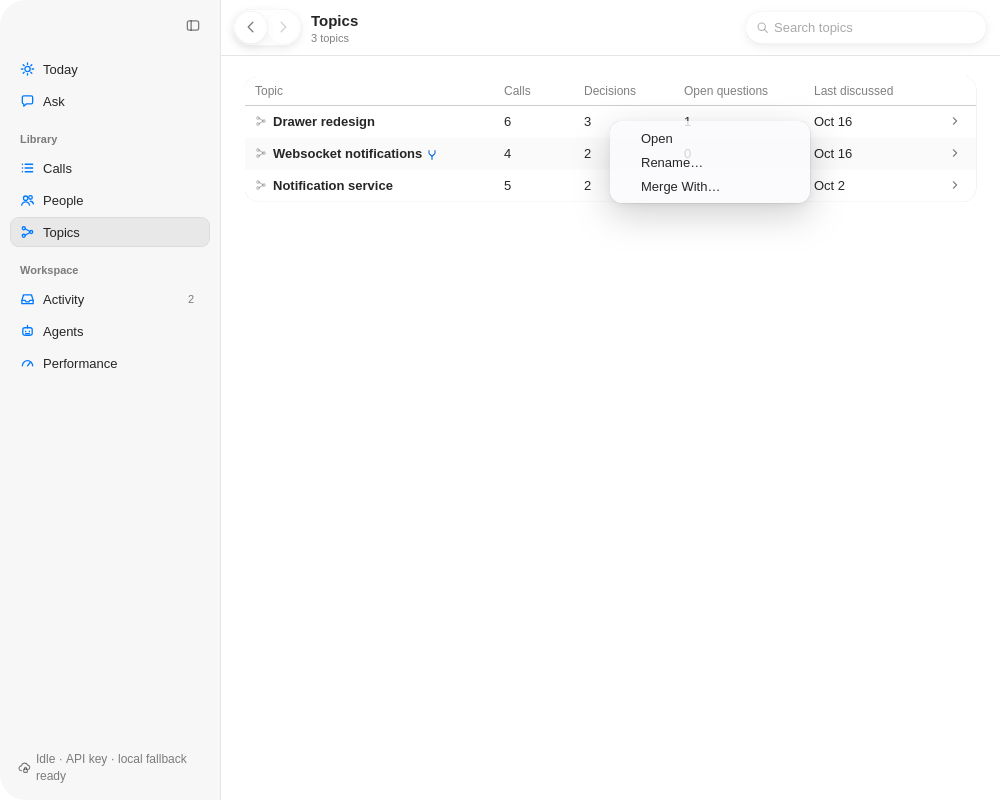 Topics
3 topics
Search topics
Today
Ask
Library
Calls
People
Topics
Workspace
Activity 2
Agents
Performance
Idle · API key · local fallback
ready
Topic Calls Decisions Open questions Last discussed
Drawer redesign 6 3 1 Oct 16
Websocket notifications 4 2 0 Oct 16
Notification service 5 2 Oct 2
Open
Rename…
Merge With…